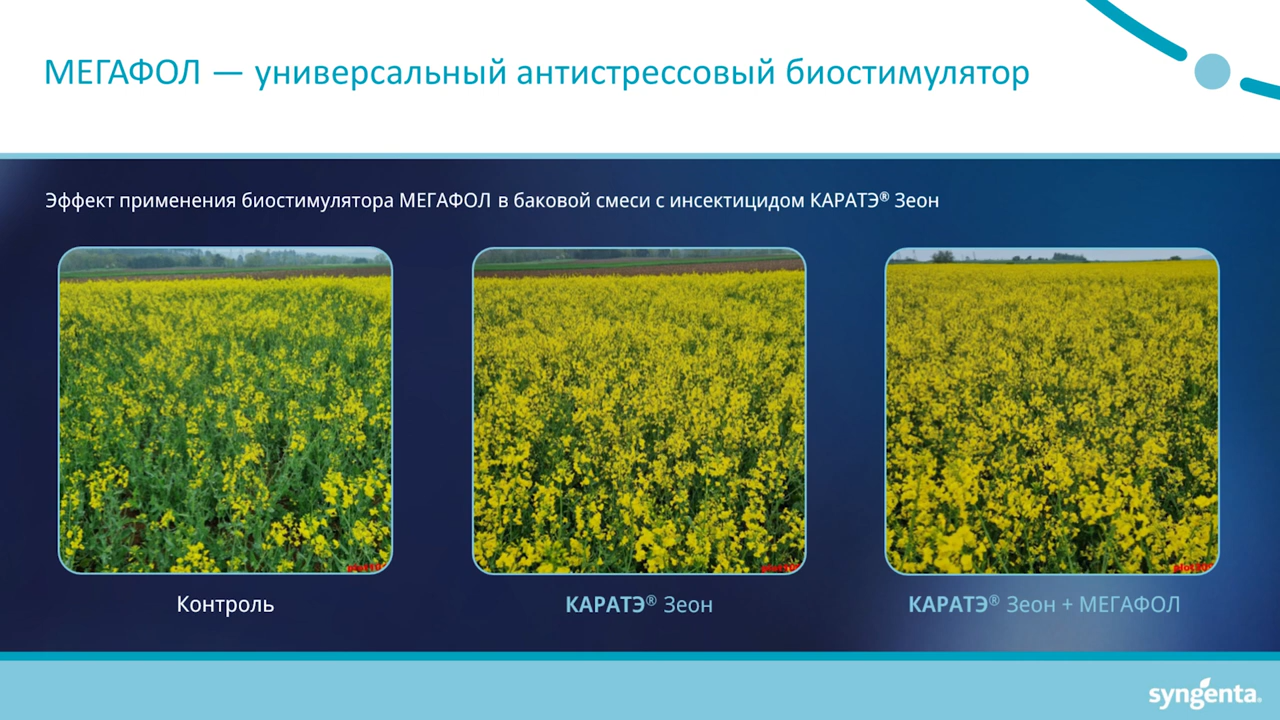 МЕГАФОЛ — универсальный антистрессовый биостимулятор
Эффект применения биостимулятора МЕГАФОЛ в баковой смеси с инсектицидом КАРАТЭ® Зеон
Контроль
КАРАТЭ® Зеон
КАРАТЭ® Зеон + МЕГАФОЛ
syngenta.